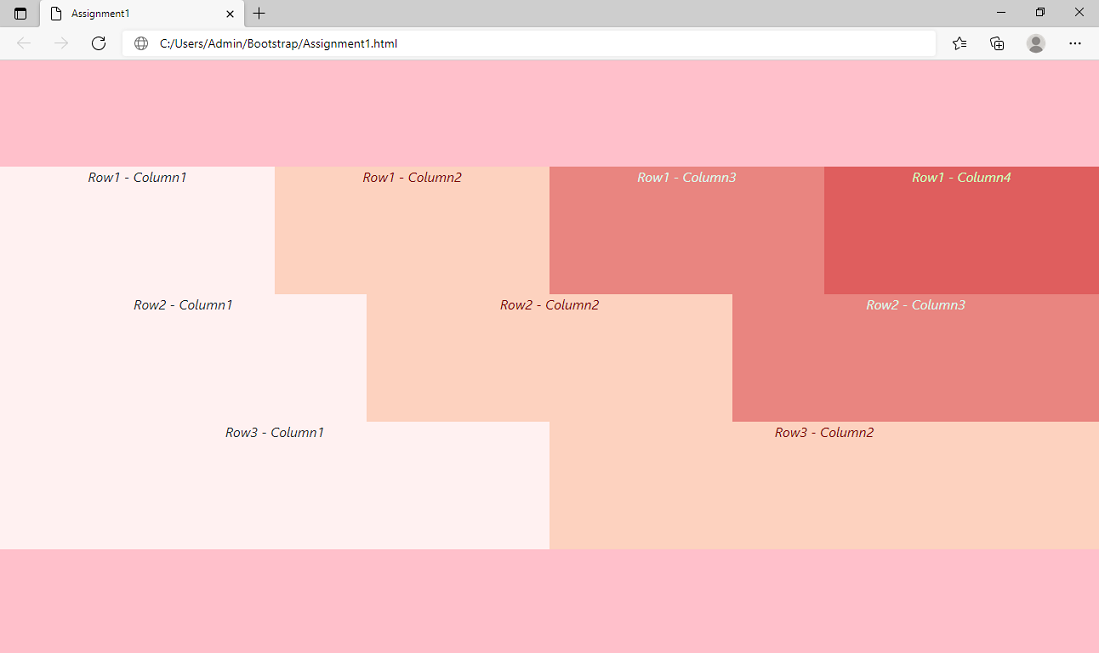 Assignment1
C:/Users/Admin/Bootstrap/Assignment1.html
Row1 - Column1 Row1 - Column2 Row1 - Column3 Row1 - Column4
Row2 - Column1 Row2 - Column2 Row2 - Column3
Row3 - Column1 Row3 - Column2